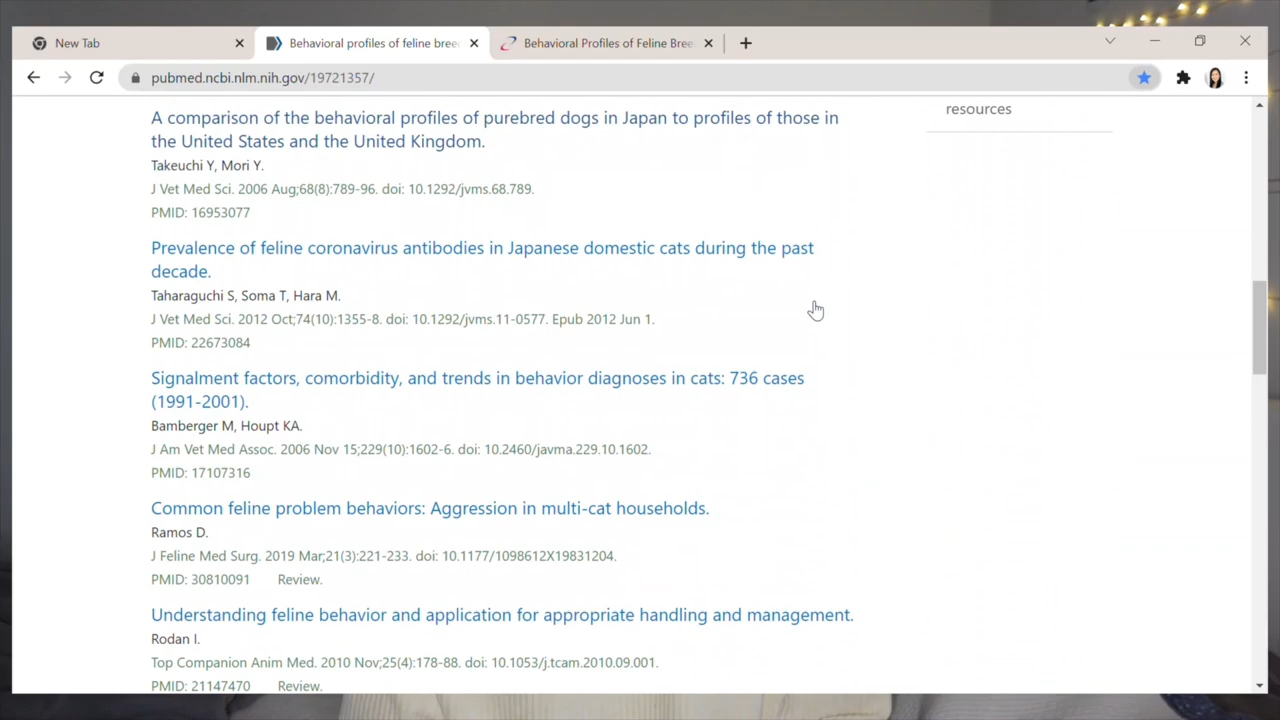 New Tab
Behavioral profiles of feline bree
Behavioral Profiles of Feline Bree
pubmed.ncbi.nlm.nih.gov/19721357/
resources
A comparison of the behavioral profiles of purebred dogs in Japan to profiles of those in
the United States and the United Kingdom.
Takeuchi Y, Mori Y.
J Vet Med Sci. 2006 Aug;68(8):789-96. doi: 10.1292/jvms.68.789.
PMID: 16953077
Prevalence of feline coronavirus antibodies in Japanese domestic cats during the past
decade.
Taharaguchi S, Soma T, Hara M.
J Vet Med Sci. 2012 Oct;74(10):1355-8. doi: 10.1292/jvms.11-0577. Epub 2012 Jun 1.
PMID: 22673084
Signalment factors, comorbidity, and trends in behavior diagnoses in cats: 736 cases
(1991-2001).
Bamberger M, Houpt KA.
J Am Vet Med Assoc. 2006 Nov 15;229(10):1602-6. doi: 10.2460/javma.229.10.1602.
PMID: 17107316
Common feline problem behaviors: Aggression in multi-cat households.
Ramos D.
J Feline Med Surg. 2019 Mar;21(3):221-233. doi: 10.1177/1098612X19831204.
PMID: 30810091 Review.
Understanding feline behavior and application for appropriate handling and management.
Rodan I.
Top Companion Anim Med. 2010 Nov;25(4):178-88. doi: 10.1053/j.tcam.2010.09.001.
PMID: 21147470 Review.